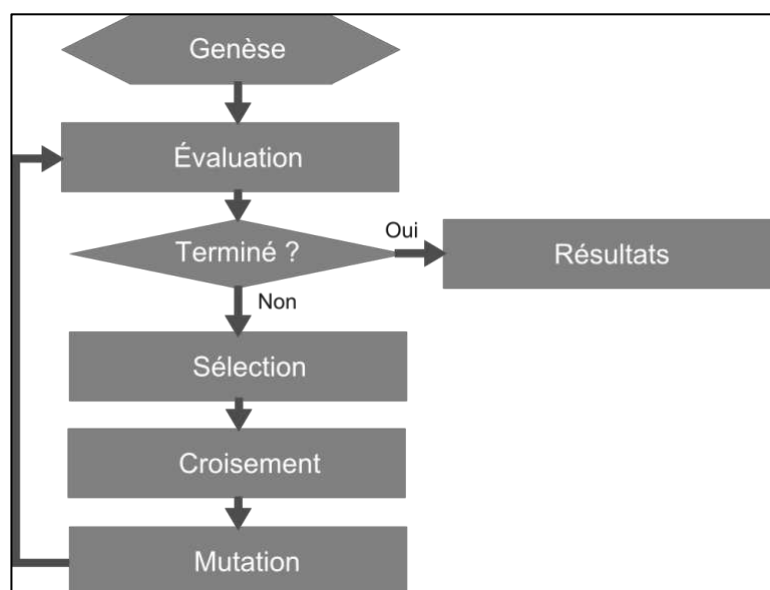 Genèse
Évaluation
Terminé ?
Oui
Résultats
Non
Sélection
Croisement
Mutation